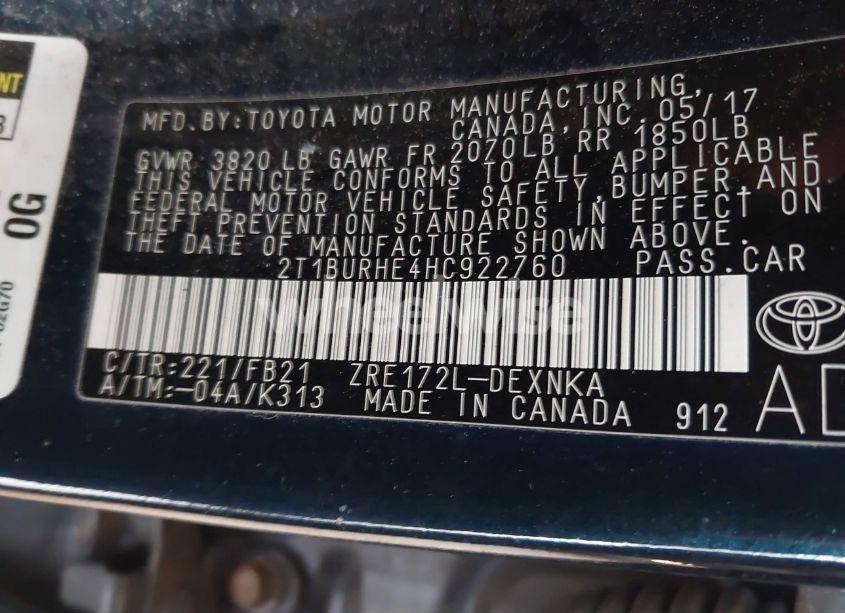 MFD.BY:TOYOTA MOTOR MANUFACTURING,
CANADA,INC.05/17
GVWR 3820 LB GAWR FR 2070LB RR 1850LB
THIS VEHICLE CONFORMS TO ALL APPLICABLE
FEDERAL MOTOR VEHICLE SAFETY,BUMPER,AND
THEFT PREVENTION STANDARDS IN EFFECT ON
THE DATE OF MANUFACTURE SHOWN ABOVE.
2T1BURHE4HC922760 PASS.CAR
wheelwise
C/TR:221/FB21 ZRE172L-DEXNKA
A/TM:-04A/K313 MADE IN CANADA 912 A
0G